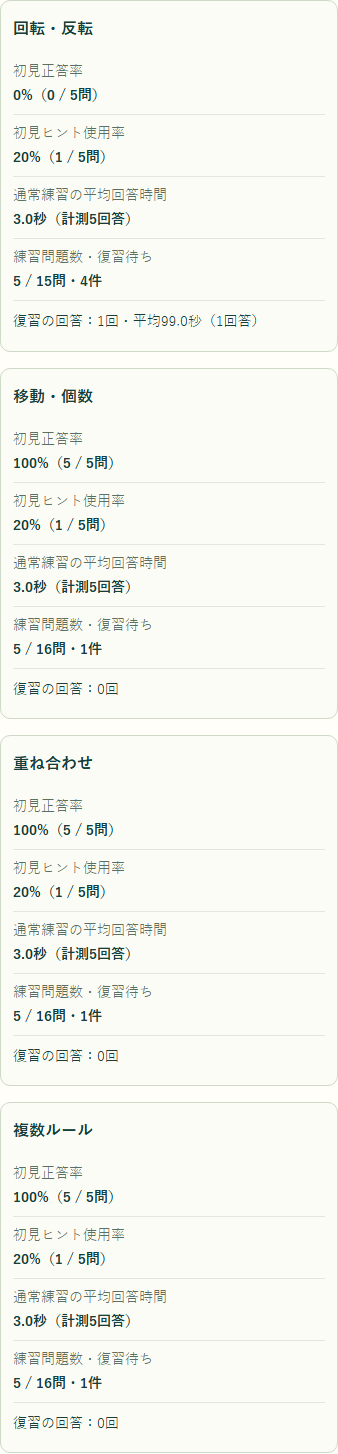 回転・反転
初見正答率
0%（0 / 5問）
初見ヒント使用率
20%（1 / 5問）
通常練習の平均回答時間
3.0秒（計測5回答）
練習問題数・復習待ち
5 / 15問・4件
復習の回答：1回・平均99.0秒（1回答）
移動・個数
初見正答率
100%（5 / 5問）
初見ヒント使用率
20%（1 / 5問）
通常練習の平均回答時間
3.0秒（計測5回答）
練習問題数・復習待ち
5 / 16問・1件
復習の回答：0回
重ね合わせ
初見正答率
100%（5 / 5問）
初見ヒント使用率
20%（1 / 5問）
通常練習の平均回答時間
3.0秒（計測5回答）
練習問題数・復習待ち
5 / 16問・1件
復習の回答：0回
複数ルール
初見正答率
100%（5 / 5問）
初見ヒント使用率
20%（1 / 5問）
通常練習の平均回答時間
3.0秒（計測5回答）
練習問題数・復習待ち
5 / 16問・1件
復習の回答：0回